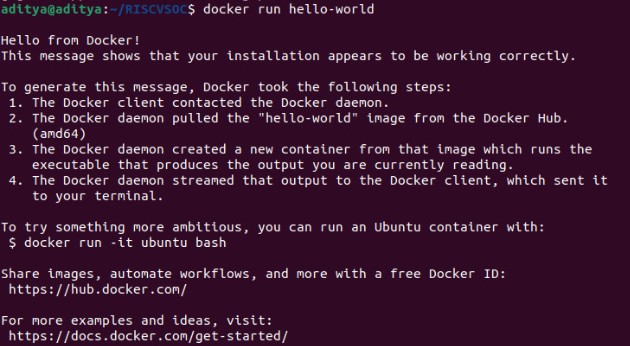 aditya@aditya:~/RISCVSOC$ docker run hello-world
Hello from Docker!
This message shows that your installation appears to be working correctly.
To generate this message, Docker took the following steps:
1. The Docker client contacted the Docker daemon.
2. The Docker daemon pulled the "hello-world" image from the Docker Hub.
(amd64)
3. The Docker daemon created a new container from that image which runs the
executable that produces the output you are currently reading.
4. The Docker daemon streamed that output to the Docker client, which sent it
to your terminal.
To try something more ambitious, you can run an Ubuntu container with:
$ docker run -it ubuntu bash
Share images, automate workflows, and more with a free Docker ID:
https://hub.docker.com/
For more examples and ideas, visit:
https://docs.docker.com/get-started/